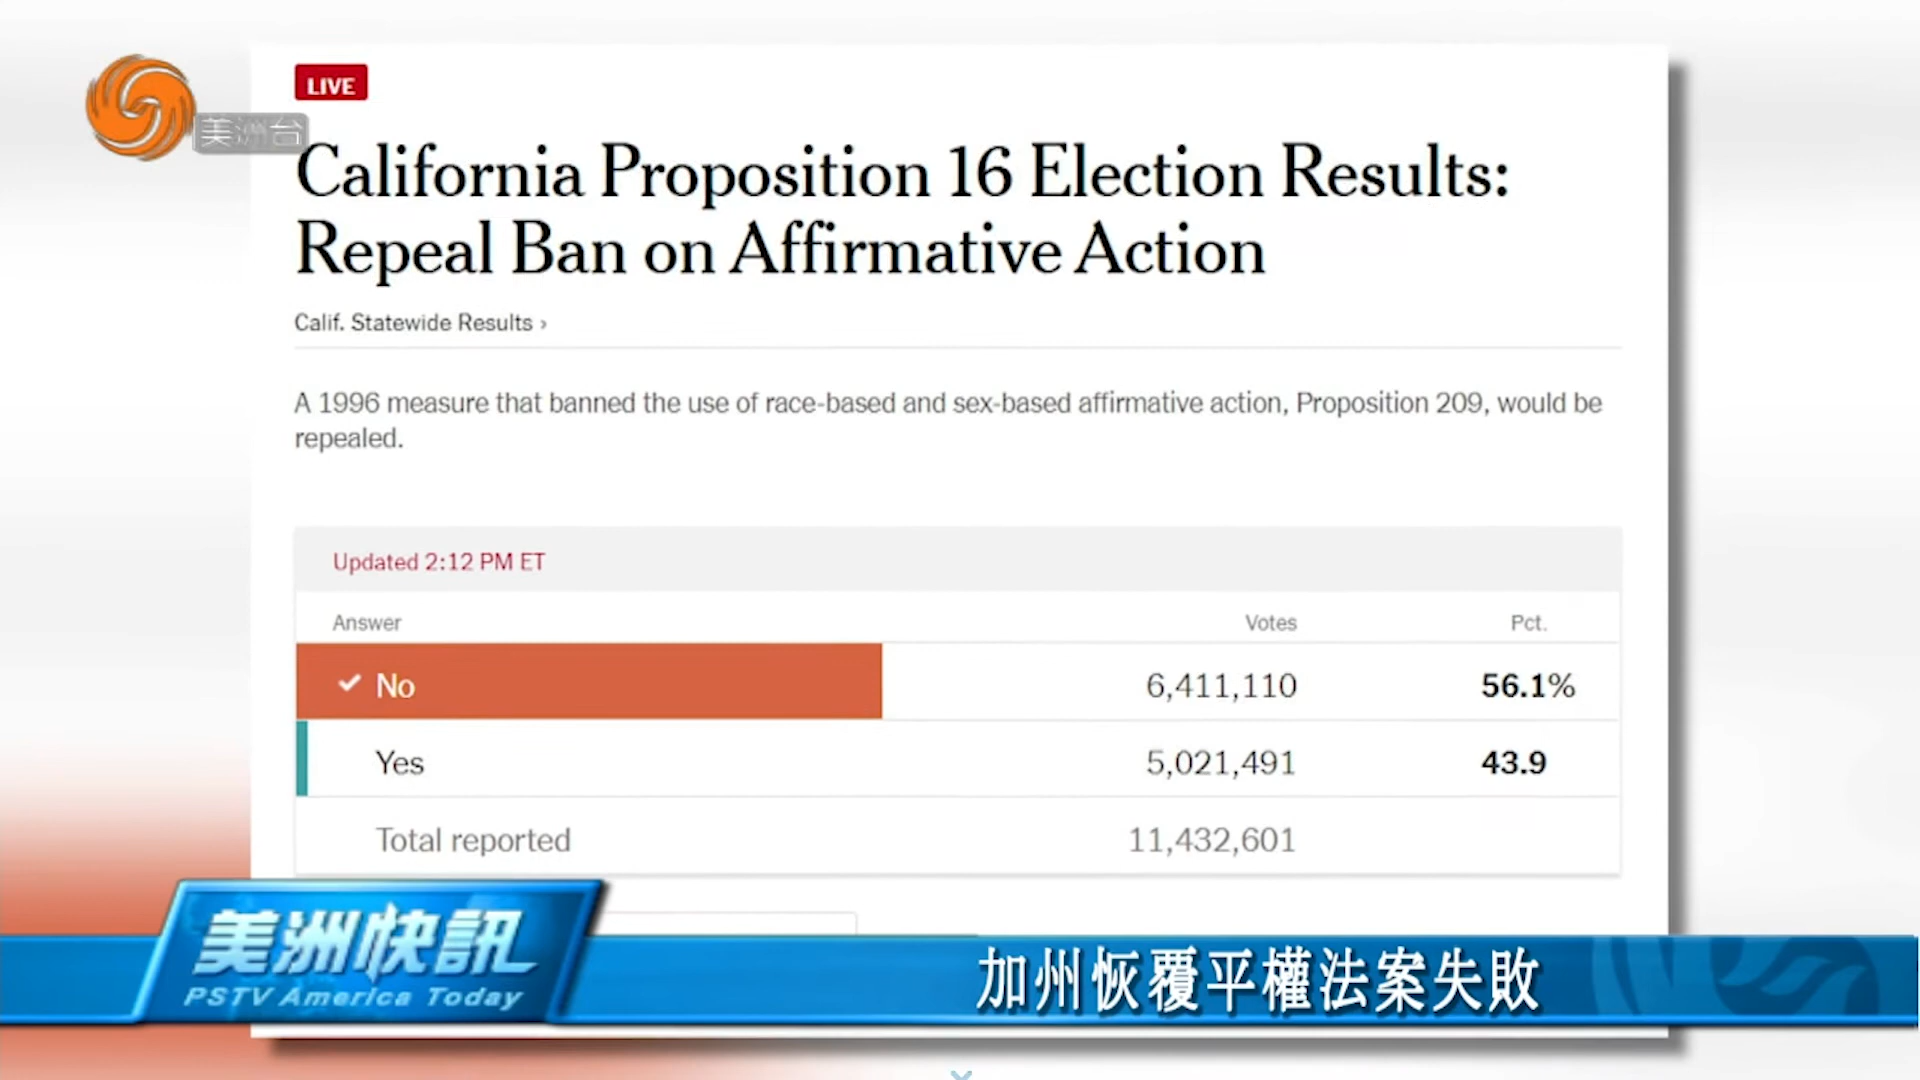 LIVE
美洲台
California Proposition 16 Election Results:
Repeal Ban on Affirmative Action
Calif. Statewide Results ›
A 1996 measure that banned the use of race-based and sex-based affirmative action, Proposition 209, would be
repealed.
Updated 2:12 PM ET
Answer Votes Pct.
✓ No 6,411,110 56.1%
Yes 5,021,491 43.9
Total reported 11,432,601
美洲快訊
PSTV America Today
加州恢覆平權法案失敗